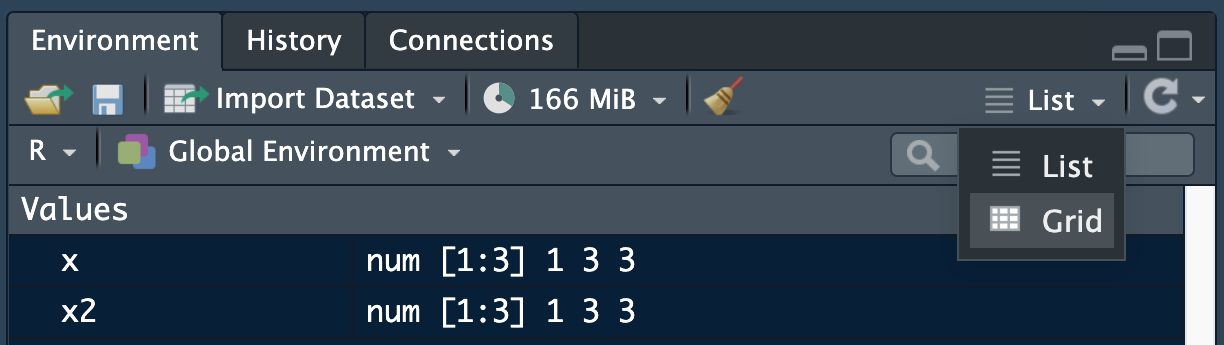 Environment History Connections
Import Dataset 166 MiB List
R Global Environment
List
Grid
Values
x num [1:3] 1 3 3
x2 num [1:3] 1 3 3